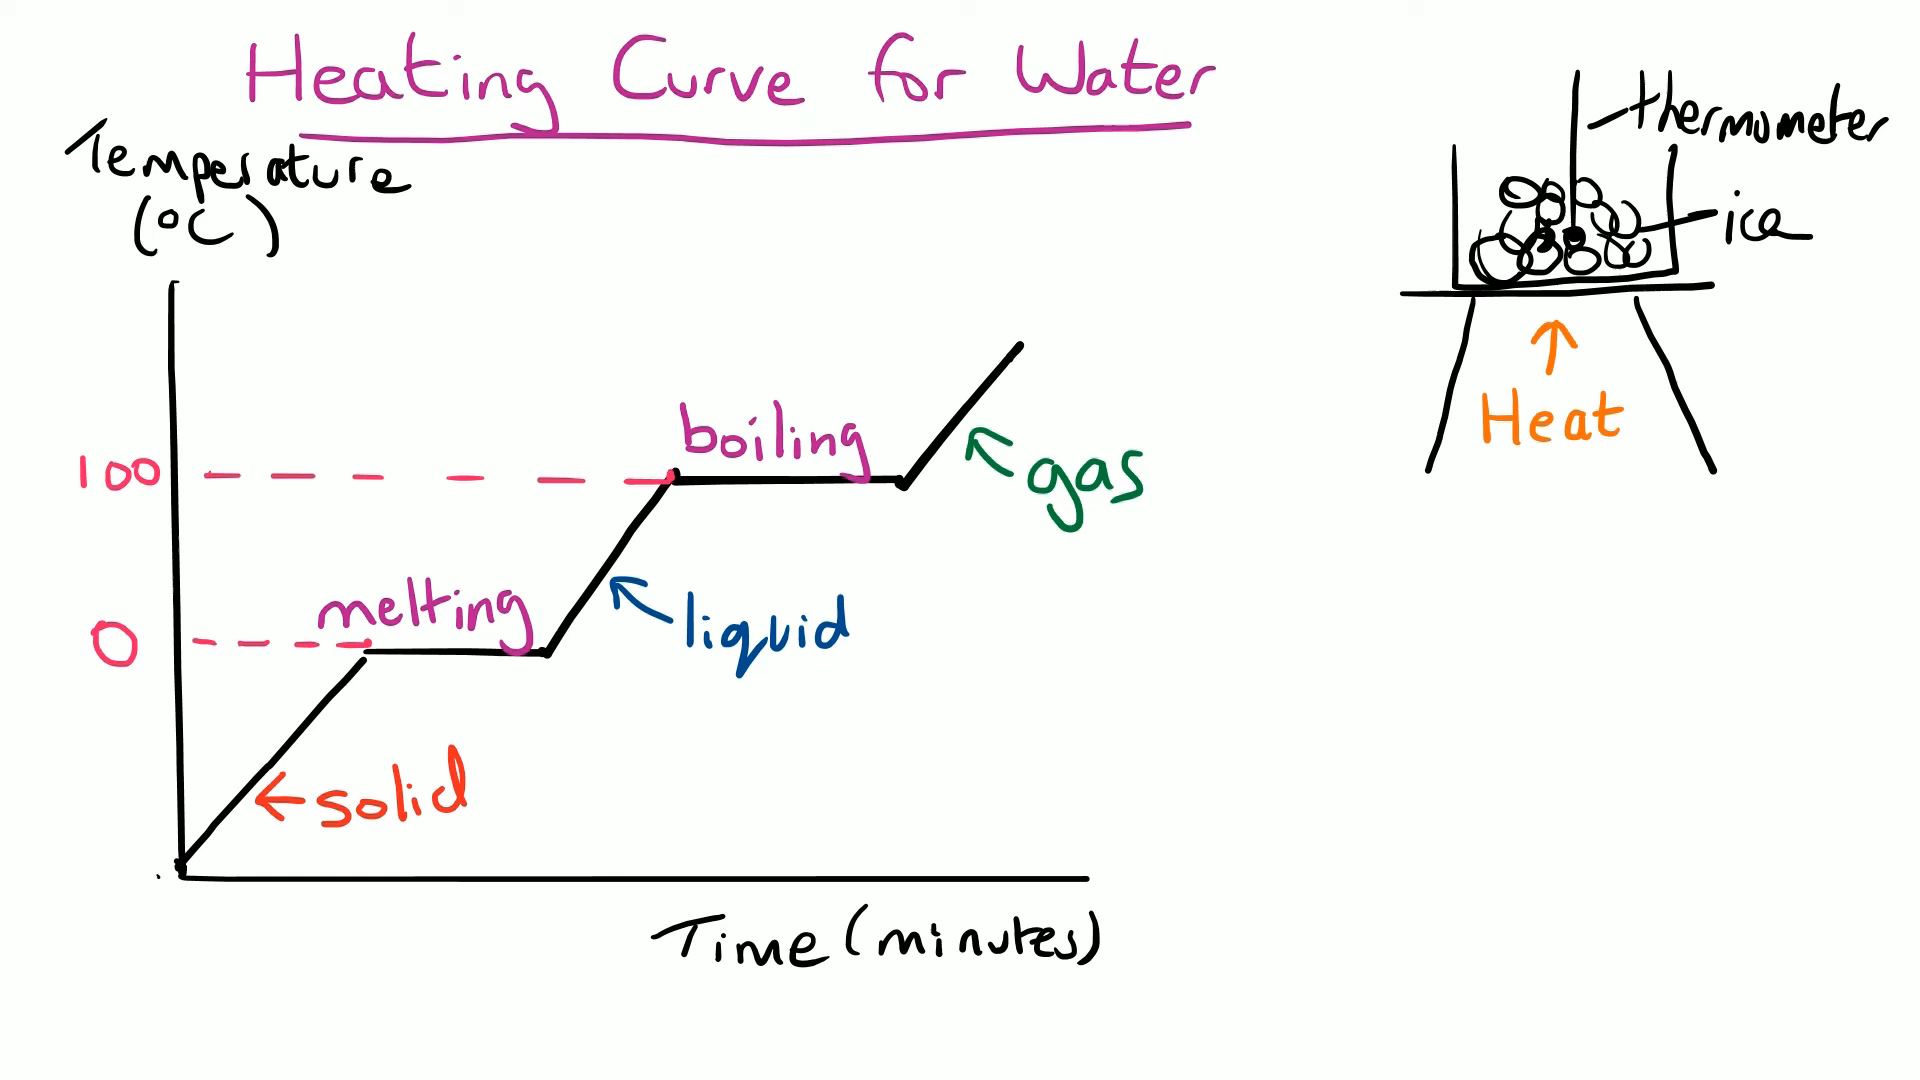 Heating Curve for Water
Temperature
(°C)
thermometer
ice
Heat
100
boiling
gas
0
melting
liquid
solid
Time (minutes)